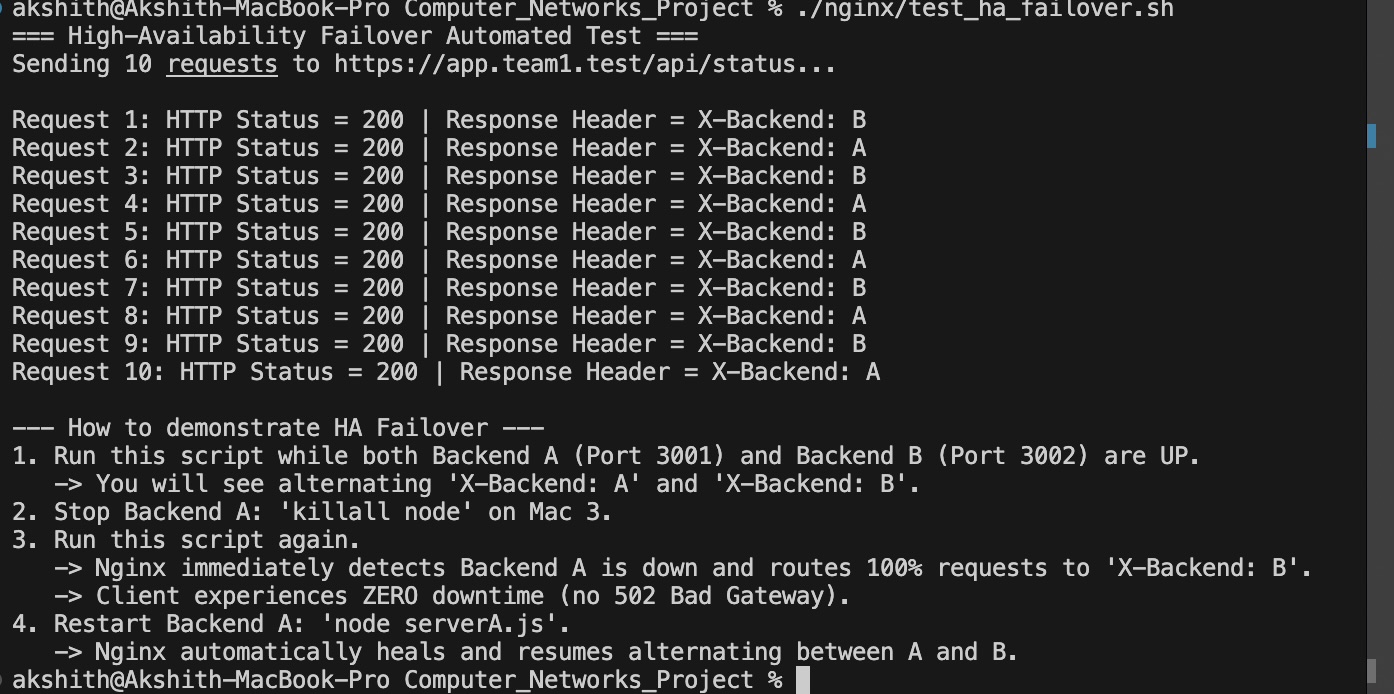 akshith@Akshith-MacBook-Pro Computer_Networks_Project % ./nginx/test_ha_failover.sh
=== High-Availability Failover Automated Test ===
Sending 10 requests to https://app.team1.test/api/status...
Request 1: HTTP Status = 200 | Response Header = X-Backend: B
Request 2: HTTP Status = 200 | Response Header = X-Backend: A
Request 3: HTTP Status = 200 | Response Header = X-Backend: B
Request 4: HTTP Status = 200 | Response Header = X-Backend: A
Request 5: HTTP Status = 200 | Response Header = X-Backend: B
Request 6: HTTP Status = 200 | Response Header = X-Backend: A
Request 7: HTTP Status = 200 | Response Header = X-Backend: B
Request 8: HTTP Status = 200 | Response Header = X-Backend: A
Request 9: HTTP Status = 200 | Response Header = X-Backend: B
Request 10: HTTP Status = 200 | Response Header = X-Backend: A
--- How to demonstrate HA Failover ---
1. Run this script while both Backend A (Port 3001) and Backend B (Port 3002) are UP.
-> You will see alternating 'X-Backend: A' and 'X-Backend: B'.
2. Stop Backend A: 'killall node' on Mac 3.
3. Run this script again.
-> Nginx immediately detects Backend A is down and routes 100% requests to 'X-Backend: B'.
-> Client experiences ZERO downtime (no 502 Bad Gateway).
4. Restart Backend A: 'node serverA.js'.
-> Nginx automatically heals and resumes alternating between A and B.
akshith@Akshith-MacBook-Pro Computer_Networks_Project %